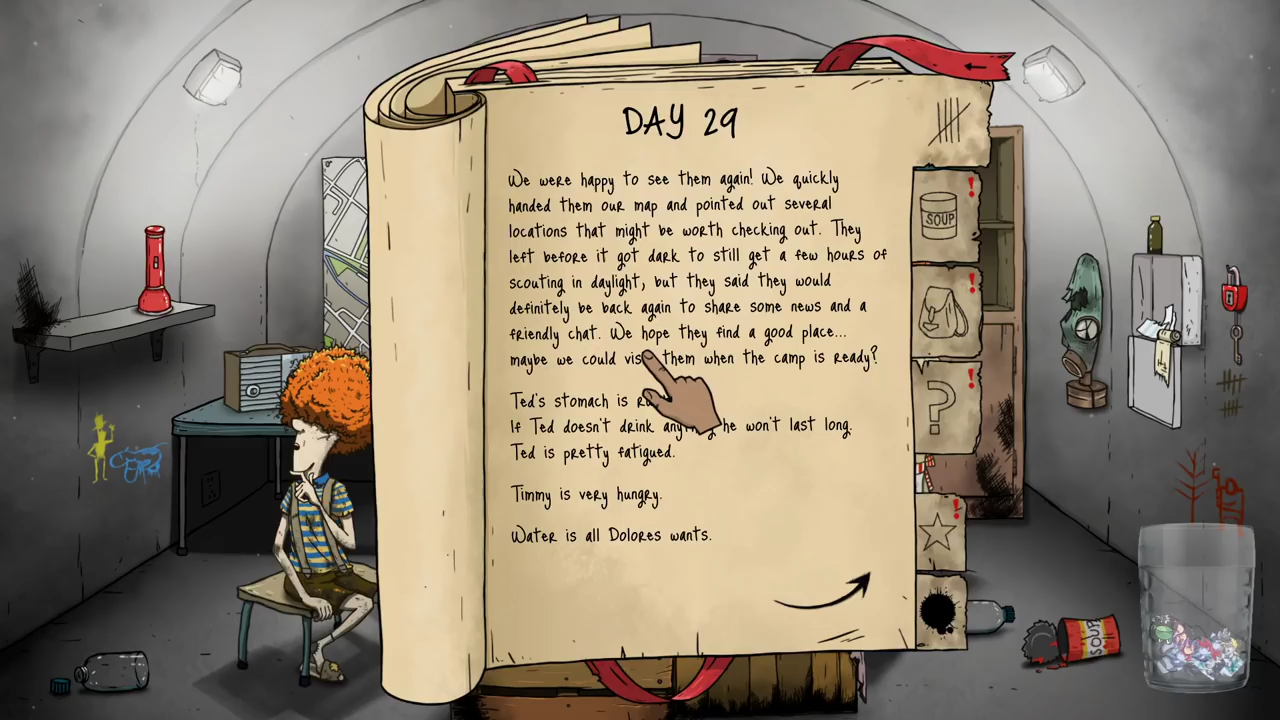 DAY 29
We were happy to see them again! We quickly
handed them our map and pointed out several
locations that might be worth checking out. They
left before it got dark to still get a few hours of
scouting in daylight, but they said they would
definitely be back again to share some news and a
friendly chat. We hope they find a good place...
maybe we could them when the camp is ready?
Ted's stomach is
If Ted doesn't drink he won't last long.
Ted is pretty fatigued.
Timmy is very hungry.
Water is all Dolores wants.
!
SOUP
!
!
?
!
SOUP